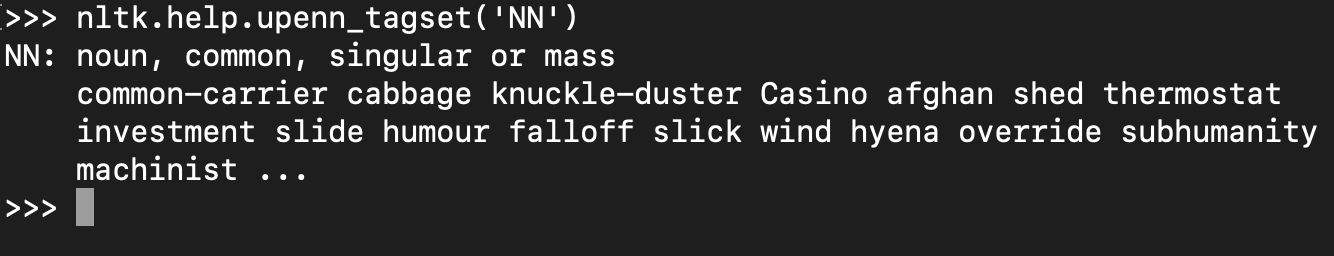 >>> nltk.help.upenn_tagset('NN')
NN: noun, common, singular or mass
    common-carrier cabbage knuckle-duster Casino afghan shed thermostat
    investment slide humour falloff slick wind hyena override subhumanity
    machinist ...
>>>